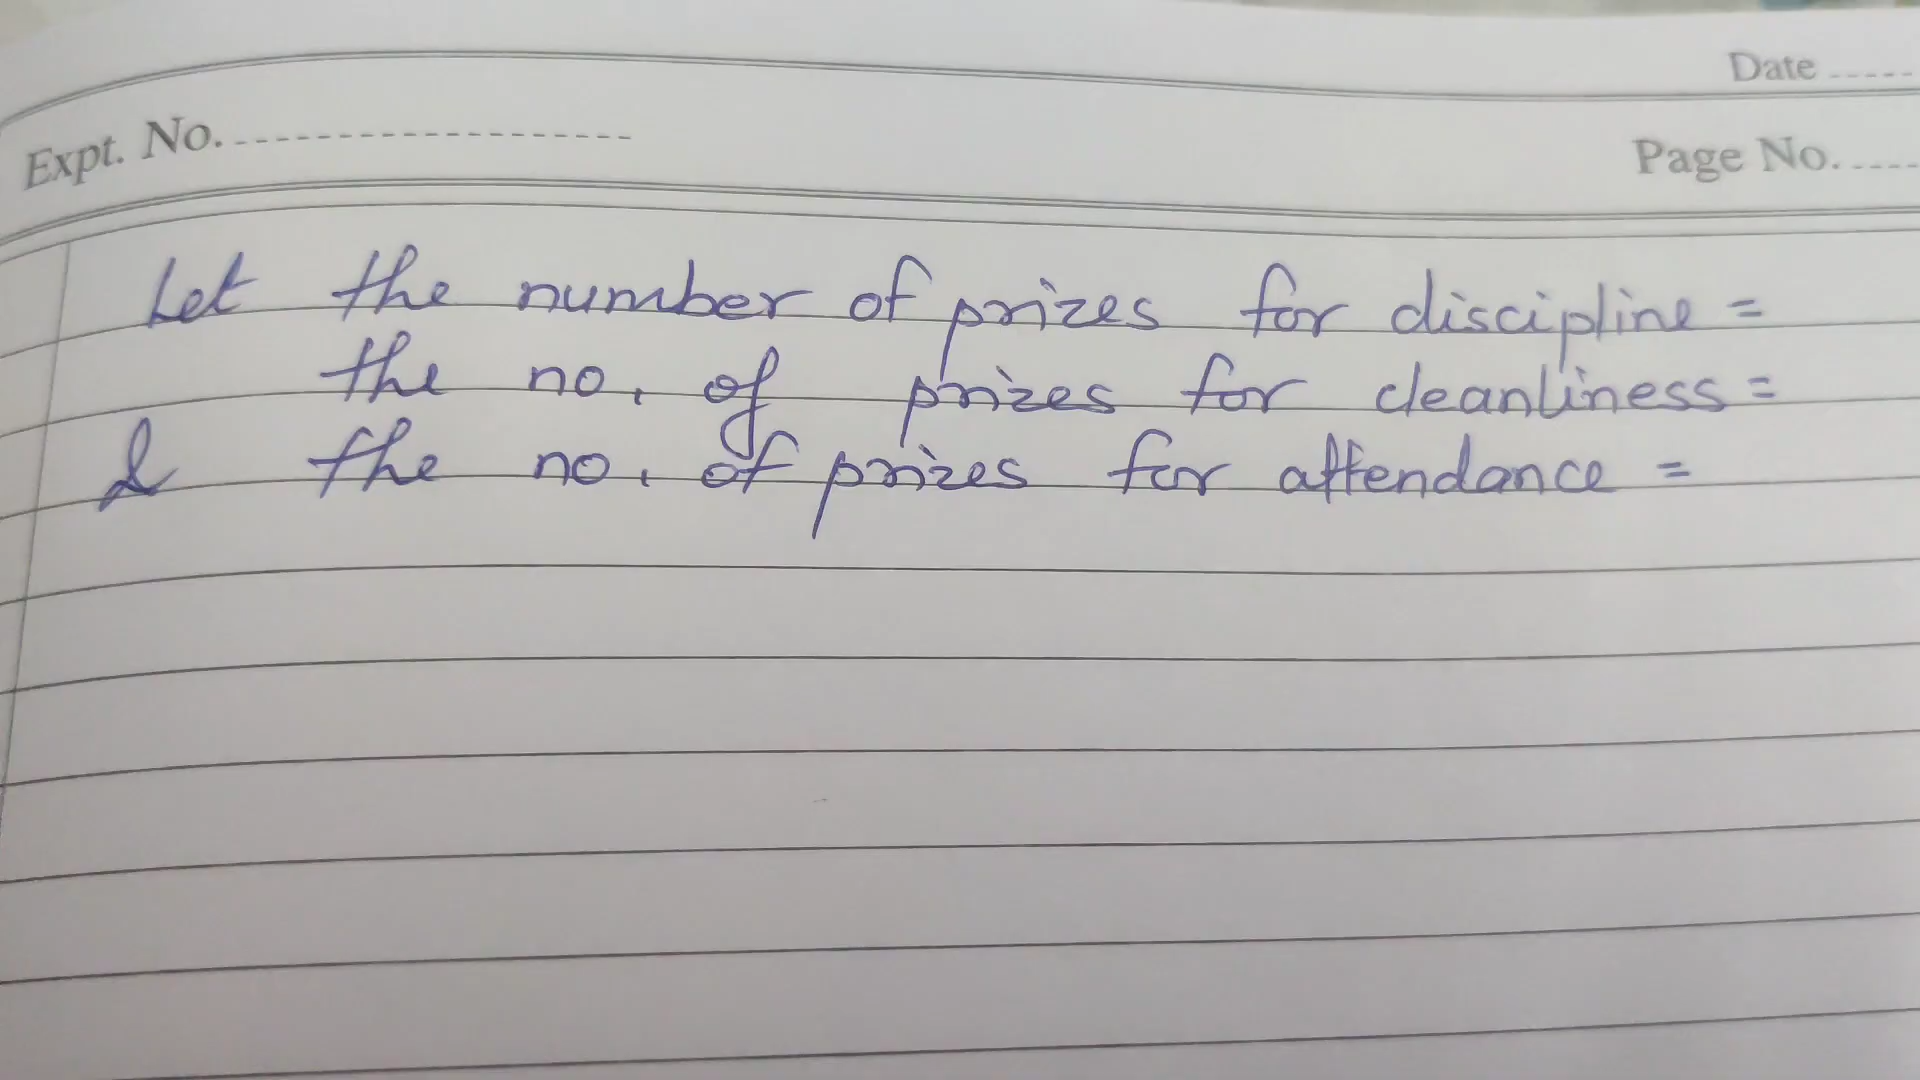 Date .....
Expt. No. ....................
Page No. ....
Let the number of prizes for discipline =
the no. of prizes for cleanliness =
& the no. of prizes for attendance =